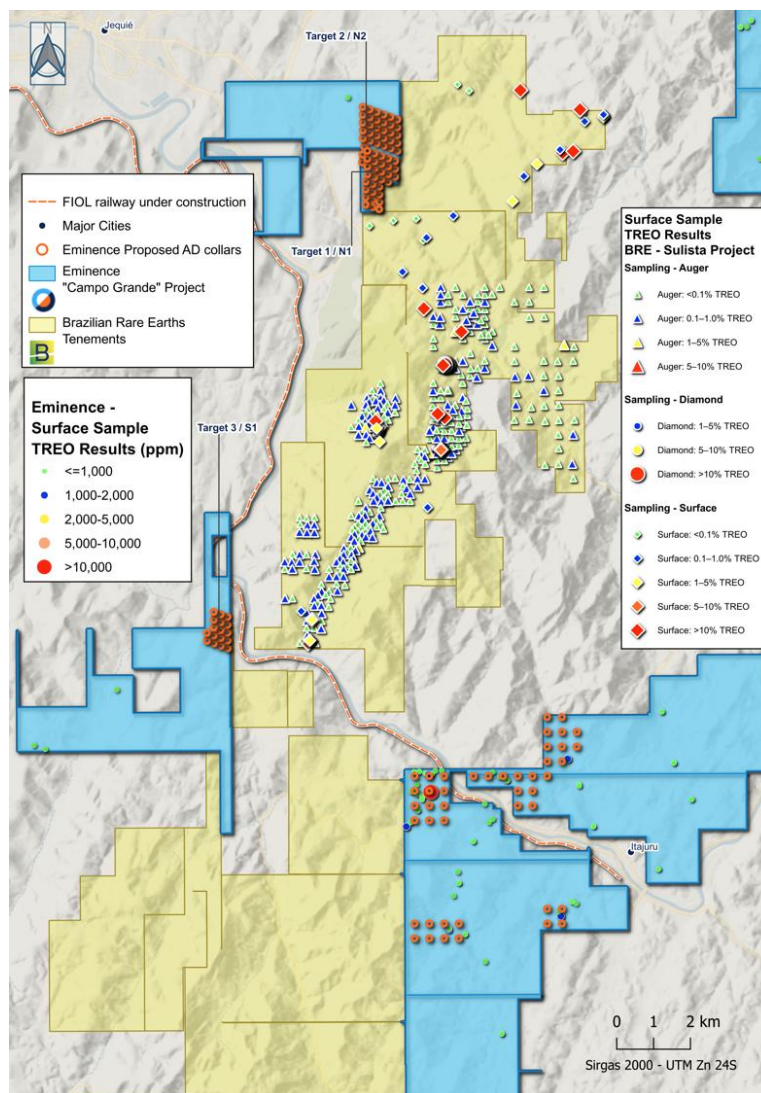 Jequié
N
Target 2 / N2
FIOL railway under construction
Major Cities
Eminence Proposed AD collars
Eminence
"Campo Grande" Project
Brazilian Rare Earths
Tenements
B
Target 1 / N1
Surface Sample
TREO Results
BRE - Sulista Project
Sampling - Auger
Auger: <0.1% TREO
Auger: 0.1–1.0% TREO
Auger: 1–5% TREO
Auger: 5–10% TREO
Sampling - Diamond
Diamond: 1–5% TREO
Diamond: 5–10% TREO
Diamond: >10% TREO
Sampling - Surface
Surface: <0.1% TREO
Surface: 0.1–1.0% TREO
Surface: 1–5% TREO
Surface: 5–10% TREO
Surface: >10% TREO
Eminence -
Surface Sample
TREO Results (ppm)
<=1,000
1,000-2,000
2,000-5,000
5,000-10,000
>10,000
Target 3 / S1
Itajuru
0 1 2 km
Sirgas 2000 - UTM Zn 24S